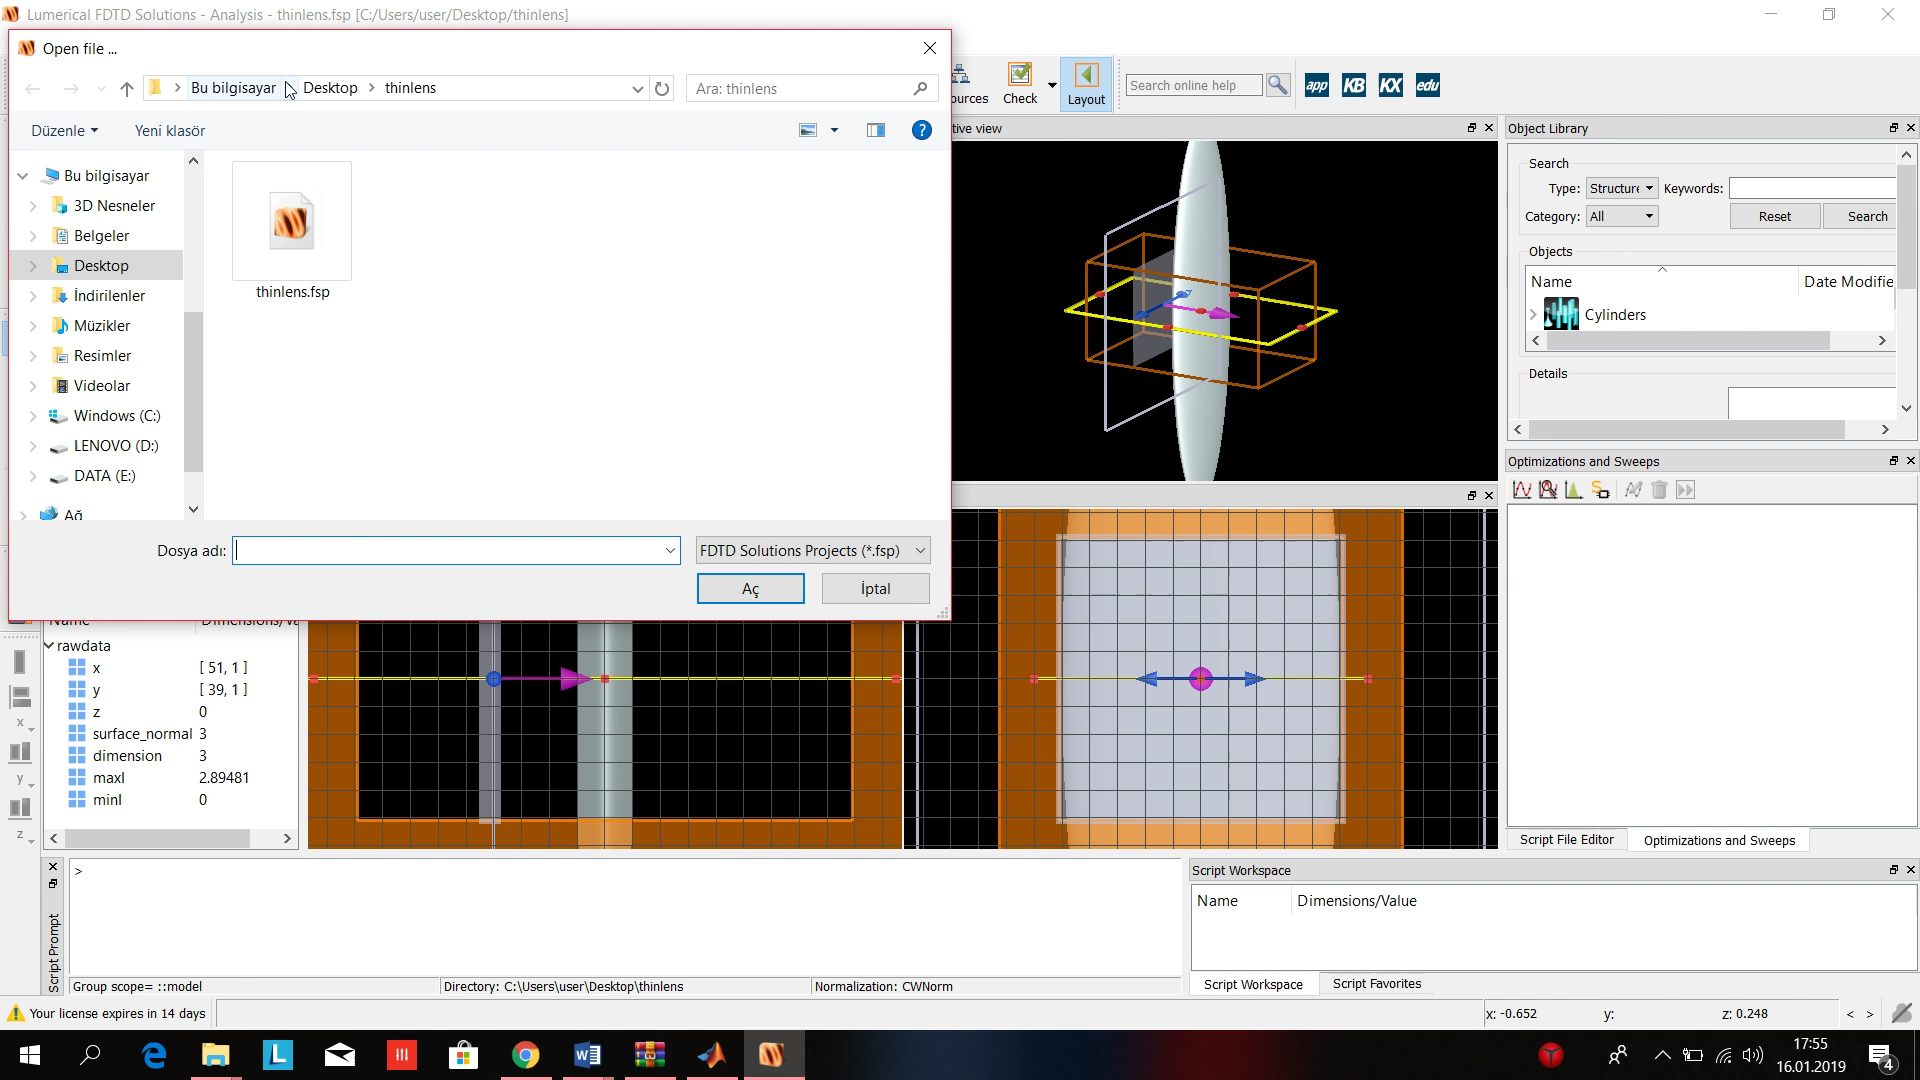 Lumerical FDTD Solutions - Analysis - thinlens.fsp [C:/Users/user/Desktop/thinlens]
Open file ...
Bu bilgisayar
Desktop
thinlens
Ara: thinlens
Düzenle
Yeni klasör
Bu bilgisayar
3D Nesneler
Belgeler
Desktop
İndirilenler
Müzikler
Resimler
Videolar
Windows (C:)
LENOVO (D:)
DATA (E:)
Ağ
thinlens.fsp
Dosya adı:
FDTD Solutions Projects (*.fsp)
Aç
İptal
ources
Check
Layout
Search online help
app
KB
KX
edu
tive view
Object Library
Search
Type:
Structure
Keywords:
Category:
All
Reset
Search
Objects
Name
Date Modifie
Cylinders
Details
Optimizations and Sweeps
Script File Editor
Optimizations and Sweeps
rawdata
x [51, 1]
y [39, 1]
z 0
surface_normal 3
dimension 3
maxl 2.89481
minl 0
x
y
z
Script Prompt
>
Group scope= ::model
Directory: C:\Users\user\Desktop\thinlens
Normalization: CWNorm
Script Workspace
Name
Dimensions/Value
Script Workspace
Script Favorites
Your license expires in 14 days
x: -0.652
y:
z: 0.248
< >
17:55
16.01.2019
4